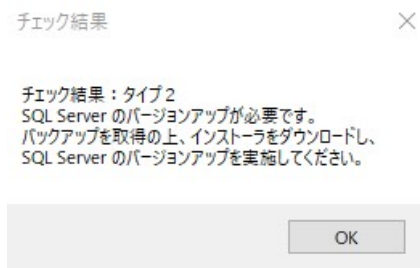 チェック結果
チェック結果：タイプ2
SQL Server のバージョンアップが必要です。
バックアップを取得の上、インストーラをダウンロードし、
SQL Server のバージョンアップを実施してください。
OK